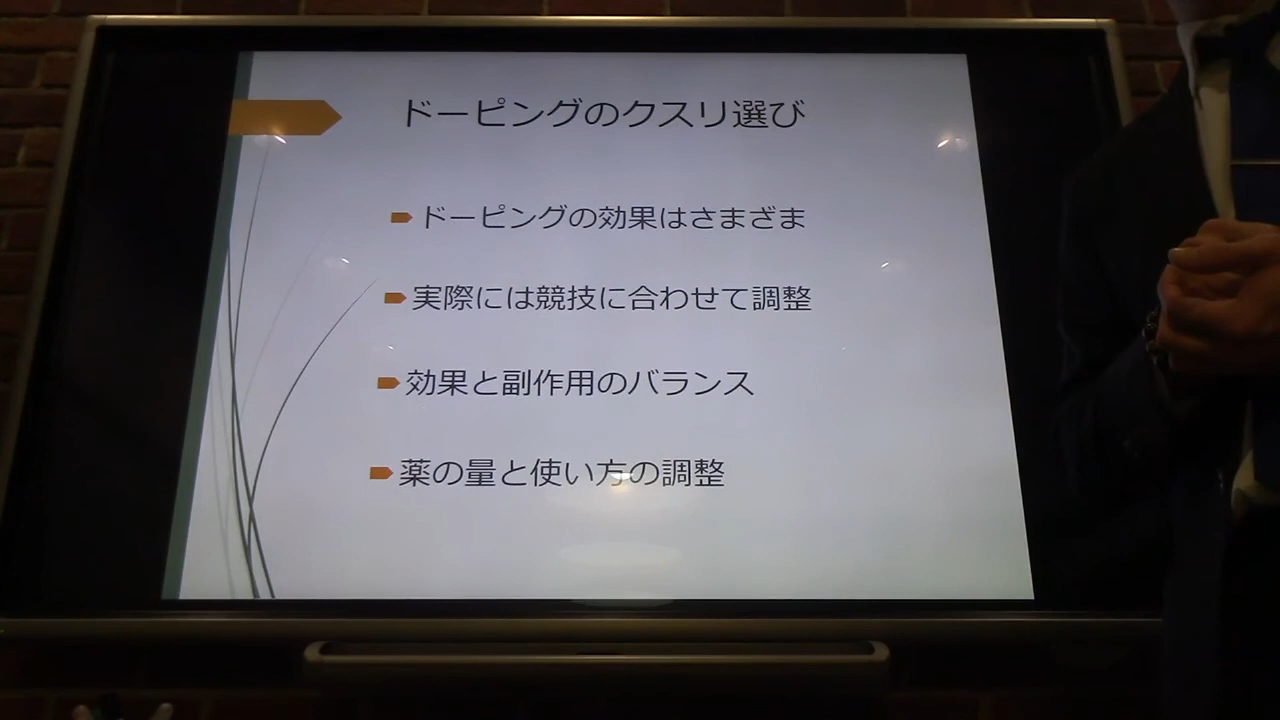 ドーピングのクスリ選び
ドーピングの効果はさまざま
実際には競技に合わせて調整
効果と副作用のバランス
薬の量と使い方の調整